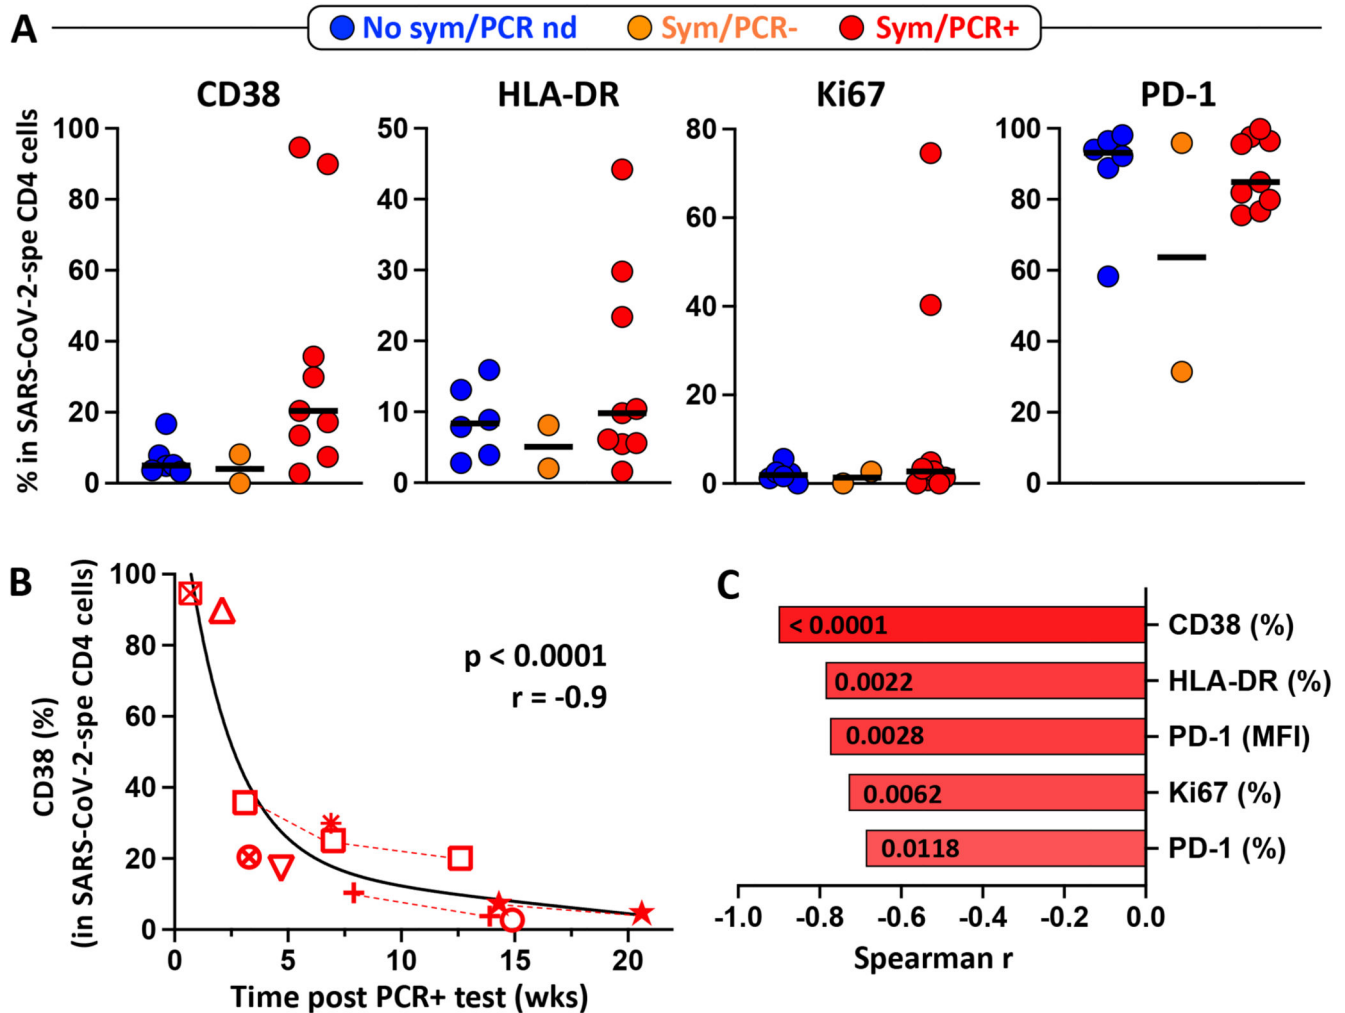 A
No sym/PCR nd Sym/PCR- Sym/PCR+
CD38 HLA-DR Ki67 PD-1
% in SARS-CoV-2-spe CD4 cells
100
80
60
40
20
0
50
40
30
20
10
0
80
60
40
20
0
100
80
60
40
20
0
B
CD38 (%)
(in SARS-CoV-2-spe CD4 cells)
100
80
60
40
20
0
p < 0.0001
r = -0.9
0 5 10 15 20
Time post PCR+ test (wks)
C
< 0.0001 CD38 (%)
0.0022 HLA-DR (%)
0.0028 PD-1 (MFI)
0.0062 Ki67 (%)
0.0118 PD-1 (%)
-1.0 -0.8 -0.6 -0.4 -0.2 0.0
Spearman r